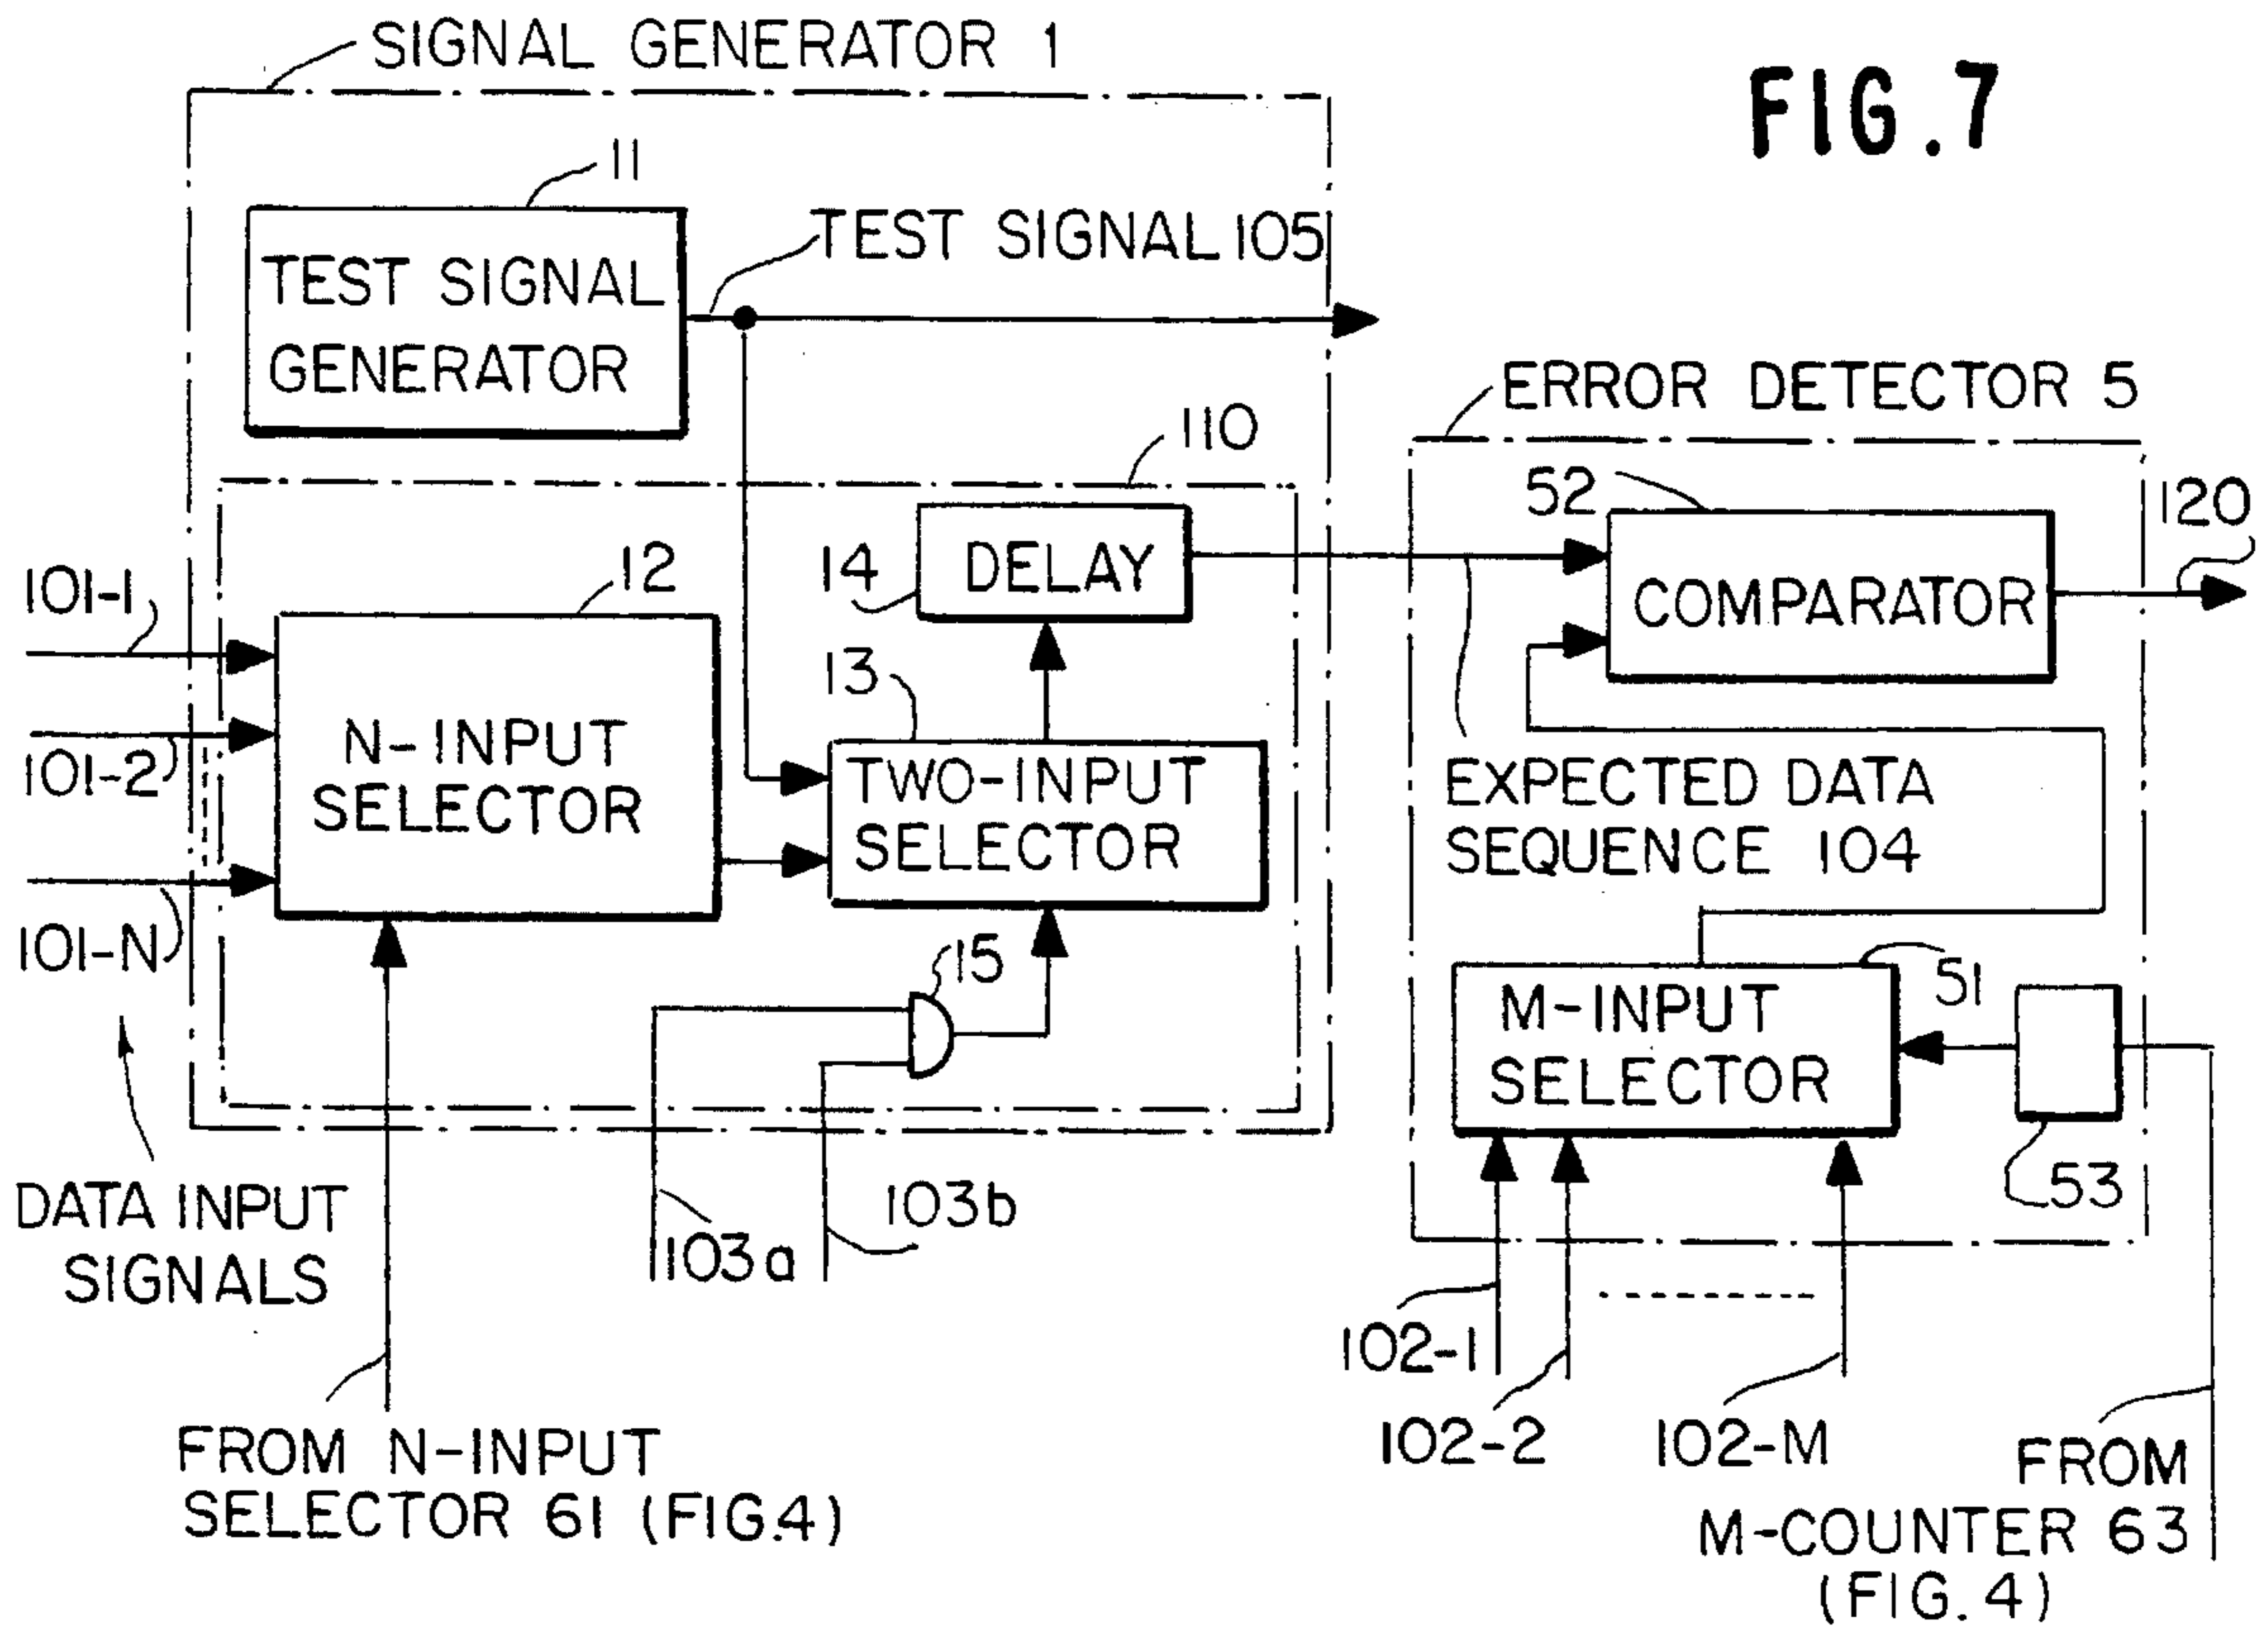 SIGNAL GENERATOR 1
FIG.7
11
TEST SIGNAL 105
TEST SIGNAL
GENERATOR
ERROR DETECTOR 5
110
52
120
12
14
DELAY
COMPARATOR
101-1
13
N-INPUT
SELECTOR
101-2
TWO-INPUT
SELECTOR
EXPECTED DATA
SEQUENCE 104
101-N
15
51
M-INPUT
SELECTOR
53
DATA INPUT
SIGNALS
103a
103b
102-1
102-2
102-M
FROM N-INPUT
SELECTOR 61 (FIG.4)
FROM
M-COUNTER 63
(FIG.4)